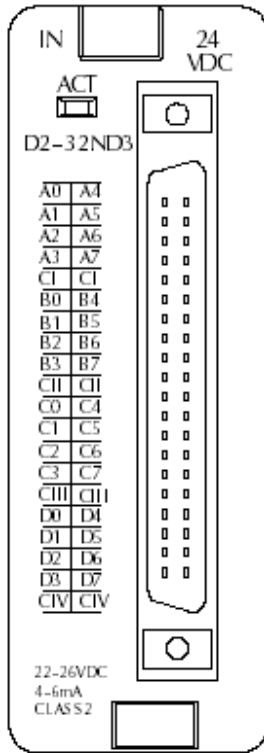 IN 24
VDC
ACT
D2-32ND3
A0 A4
A1 A5
A2 A6
A3 A7
CI CI
B0 B4
B1 B5
B2 B6
B3 B7
CII CII
C0 C4
C1 C5
C2 C6
C3 C7
CIII CIII
D0 D4
D1 D5
D2 D6
D3 D7
CIV CIV
22-26VDC
4-6mA
CLASS2